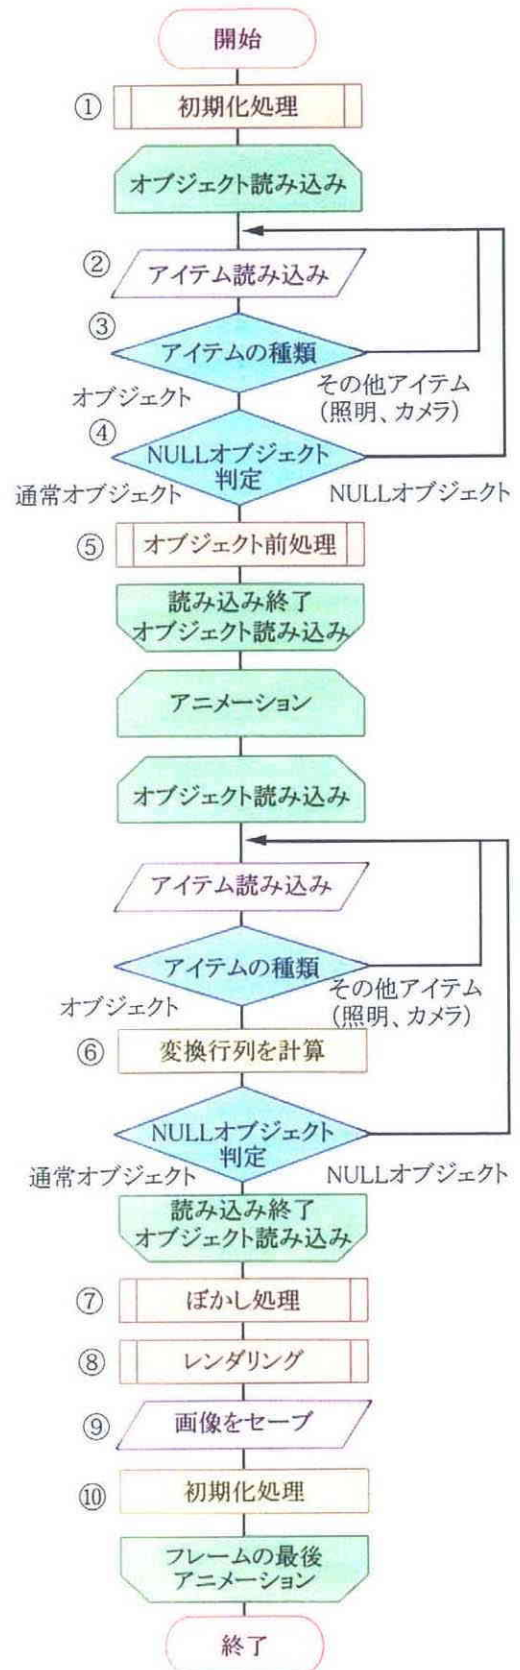 開始
① 初期化処理
オブジェクト読み込み
② アイテム読み込み
③ アイテムの種類
オブジェクト
その他アイテム
(照明、カメラ)
④ NULLオブジェクト
判定
通常オブジェクト
NULLオブジェクト
⑤ オブジェクト前処理
読み込み終了
オブジェクト読み込み
アニメーション
オブジェクト読み込み
アイテム読み込み
アイテムの種類
オブジェクト
その他アイテム
(照明、カメラ)
⑥ 変換行列を計算
NULLオブジェクト
判定
通常オブジェクト
NULLオブジェクト
読み込み終了
オブジェクト読み込み
⑦ ぼかし処理
⑧ レンダリング
⑨ 画像をセーブ
⑩ 初期化処理
フレームの最後
アニメーション
終了